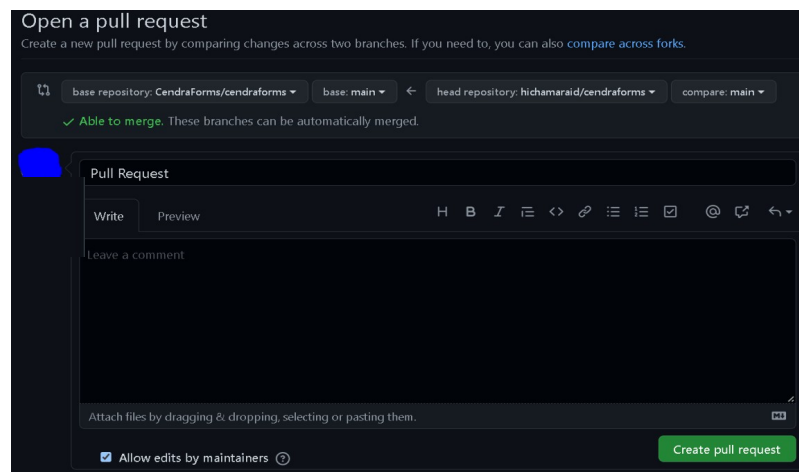 Open a pull request
Create a new pull request by comparing changes across two branches. If you need to, you can also compare across forks.
base repository: CendraForms/cendraforms base: main ← head repository: hichamaraid/cendraforms compare: main
Able to merge. These branches can be automatically merged.
Pull Request
Write Preview
Leave a comment
Attach files by dragging & dropping, selecting or pasting them.
Allow edits by maintainers
Create pull request